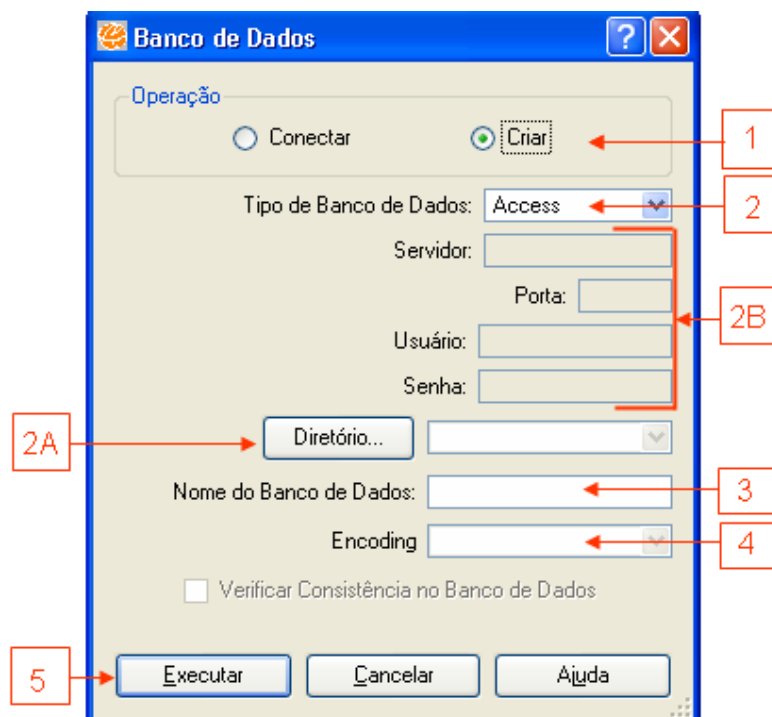 Banco de Dados ?
Operação
Conectar Criar 1
Tipo de Banco de Dados: Access 2
Servidor:
Porta: 2B
Usuário:
Senha:
2A Diretório...
Nome do Banco de Dados: 3
Encoding 4
Verificar Consistência no Banco de Dados
5 Executar Cancelar Ajuda